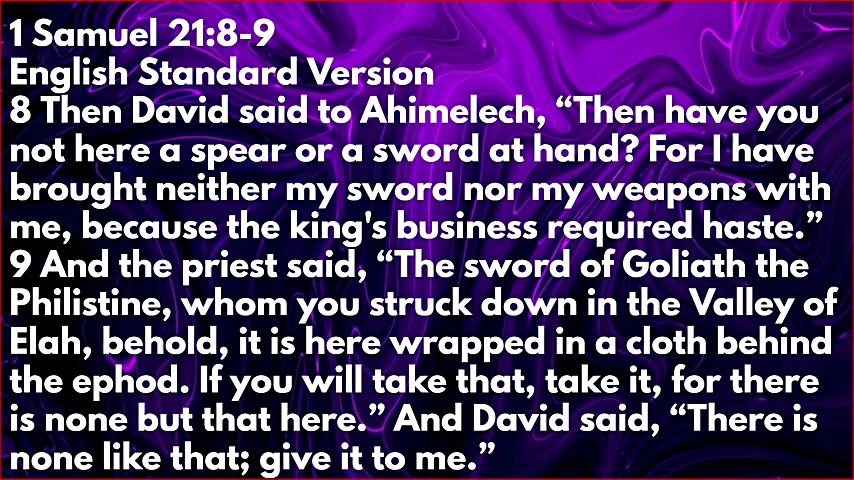 1 Samuel 21:8-9
English Standard Version
8 Then David said to Ahimelech, “Then have you
not here a spear or a sword at hand? For I have
brought neither my sword nor my weapons with
me, because the king's business required haste.”
9 And the priest said, “The sword of Goliath the
Philistine, whom you struck down in the Valley of
Elah, behold, it is here wrapped in a cloth behind
the ephod. If you will take that, take it, for there
is none but that here.” And David said, “There is
none like that; give it to me.”